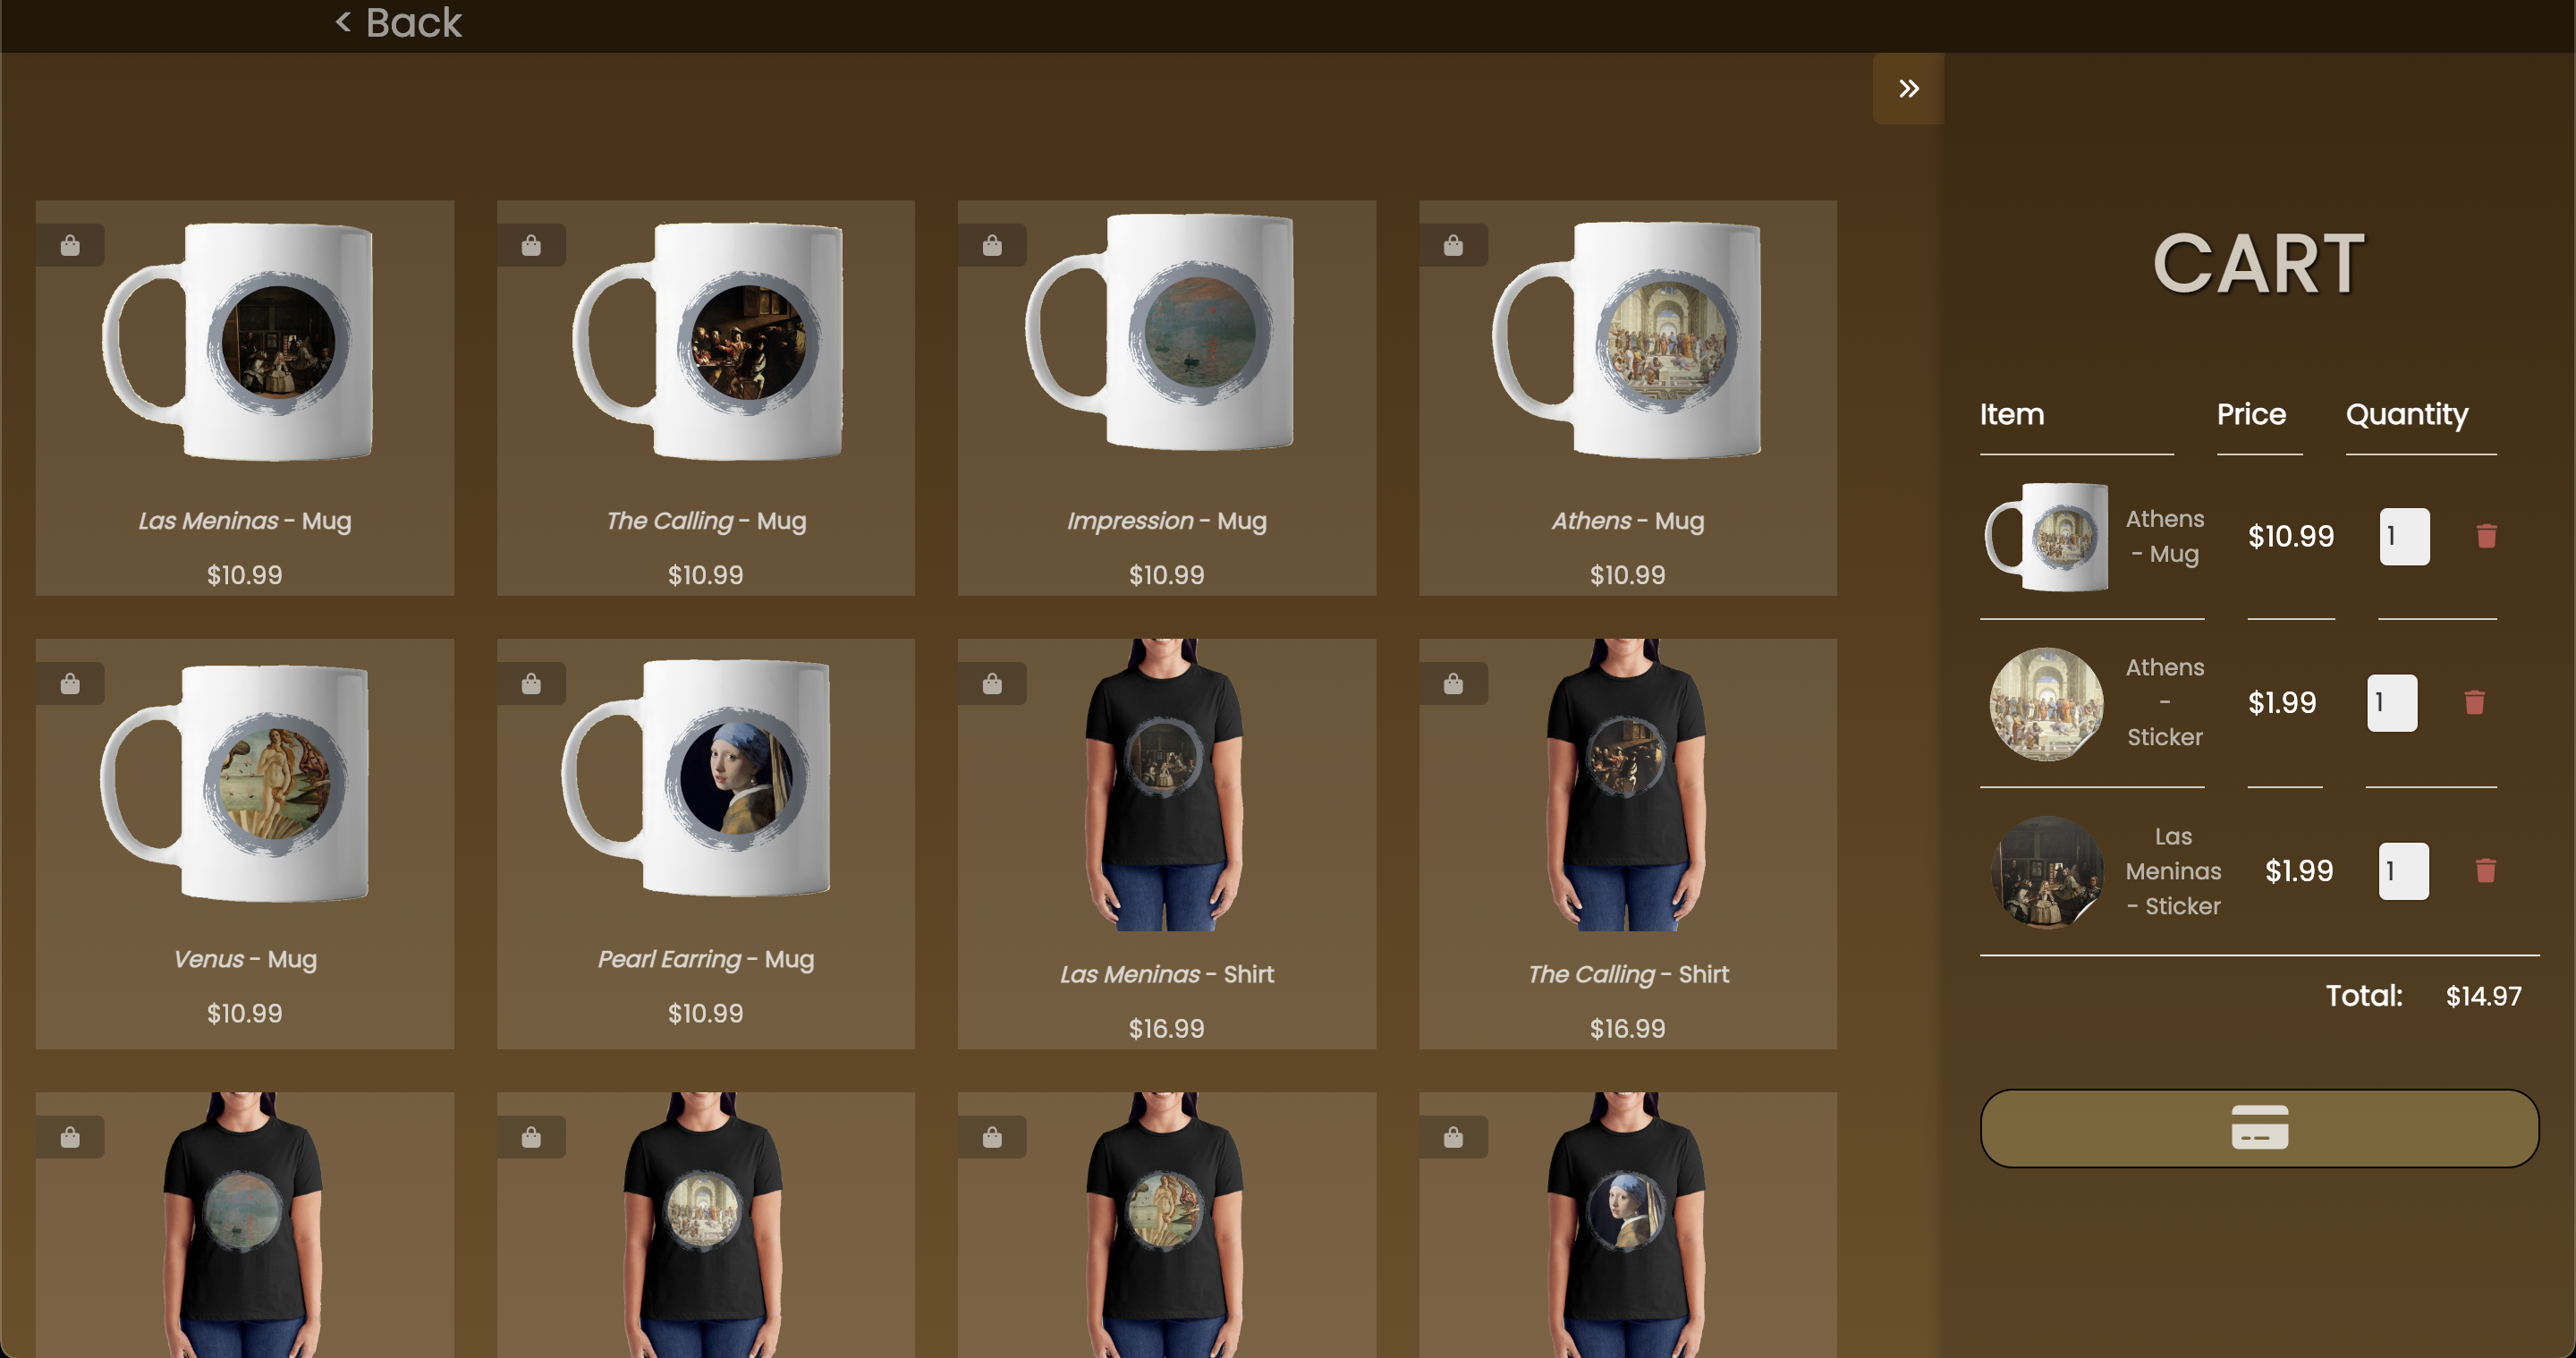 < Back
Las Meninas - Mug
$10.99
The Calling - Mug
$10.99
Impression - Mug
$10.99
Athens - Mug
$10.99
Venus - Mug
$10.99
Pearl Earring - Mug
$10.99
Las Meninas - Shirt
$16.99
The Calling - Shirt
$16.99
CART
Item Price Quantity
Athens
- Mug
$10.99
1
Athens
-
Sticker
$1.99
1
Las
Meninas
- Sticker
$1.99
1
Total: $14.97